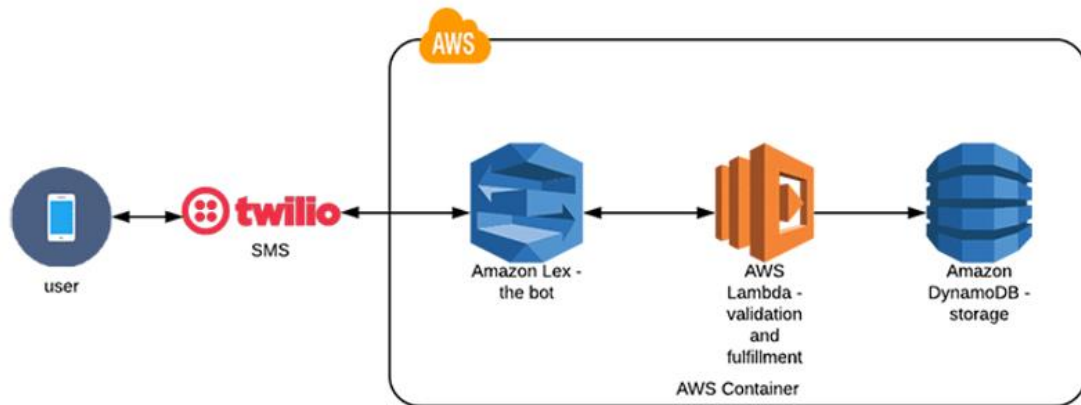 AWS
twilio
SMS
user
Amazon Lex -
the bot
AWS
Lambda -
validation
and
fulfillment
Amazon
DynamoDB -
storage
AWS Container